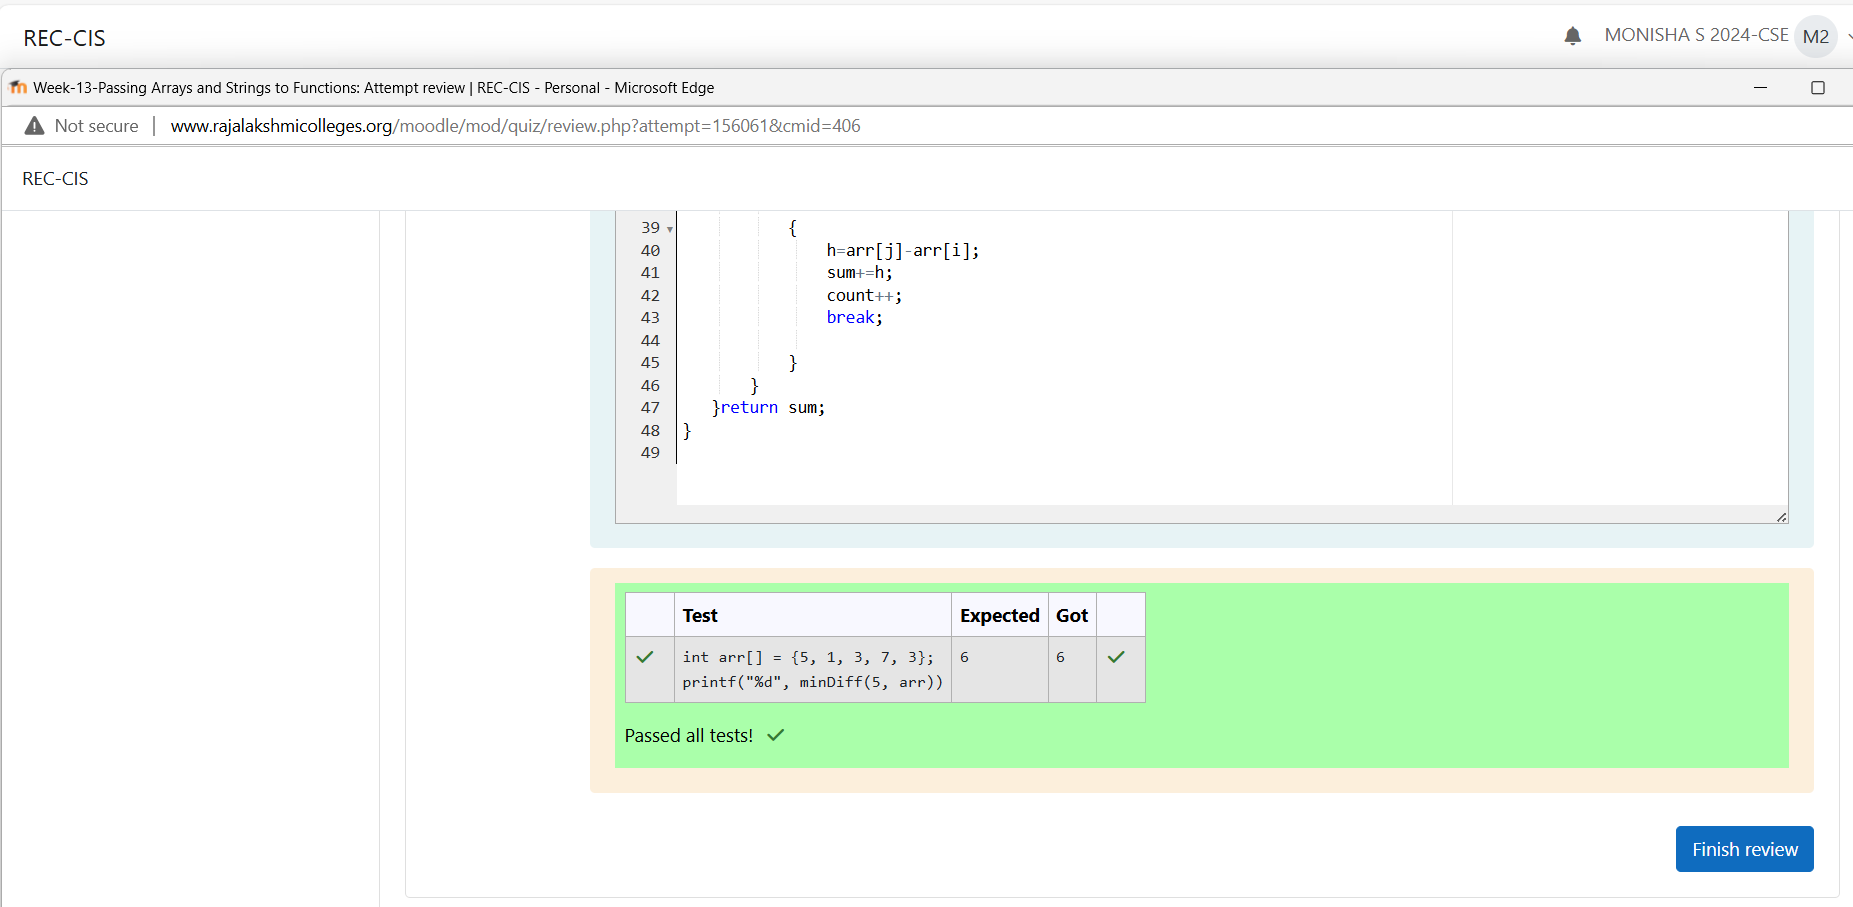 REC-CIS
MONISHA S 2024-CSE M2
Week-13-Passing Arrays and Strings to Functions: Attempt review | REC-CIS - Personal - Microsoft Edge
Not secure | www.rajalakshmicolleges.org/moodle/mod/quiz/review.php?attempt=156061&cmid=406
REC-CIS
39 {
40 h=arr[j]-arr[i];
41 sum+=h;
42 count++;
43 break;
44
45 }
46 }
47 }return sum;
48 }
49
Test Expected Got
int arr[] = {5, 1, 3, 7, 3}; 6 6
printf("%d", minDiff(5, arr))
Passed all tests!
Finish review